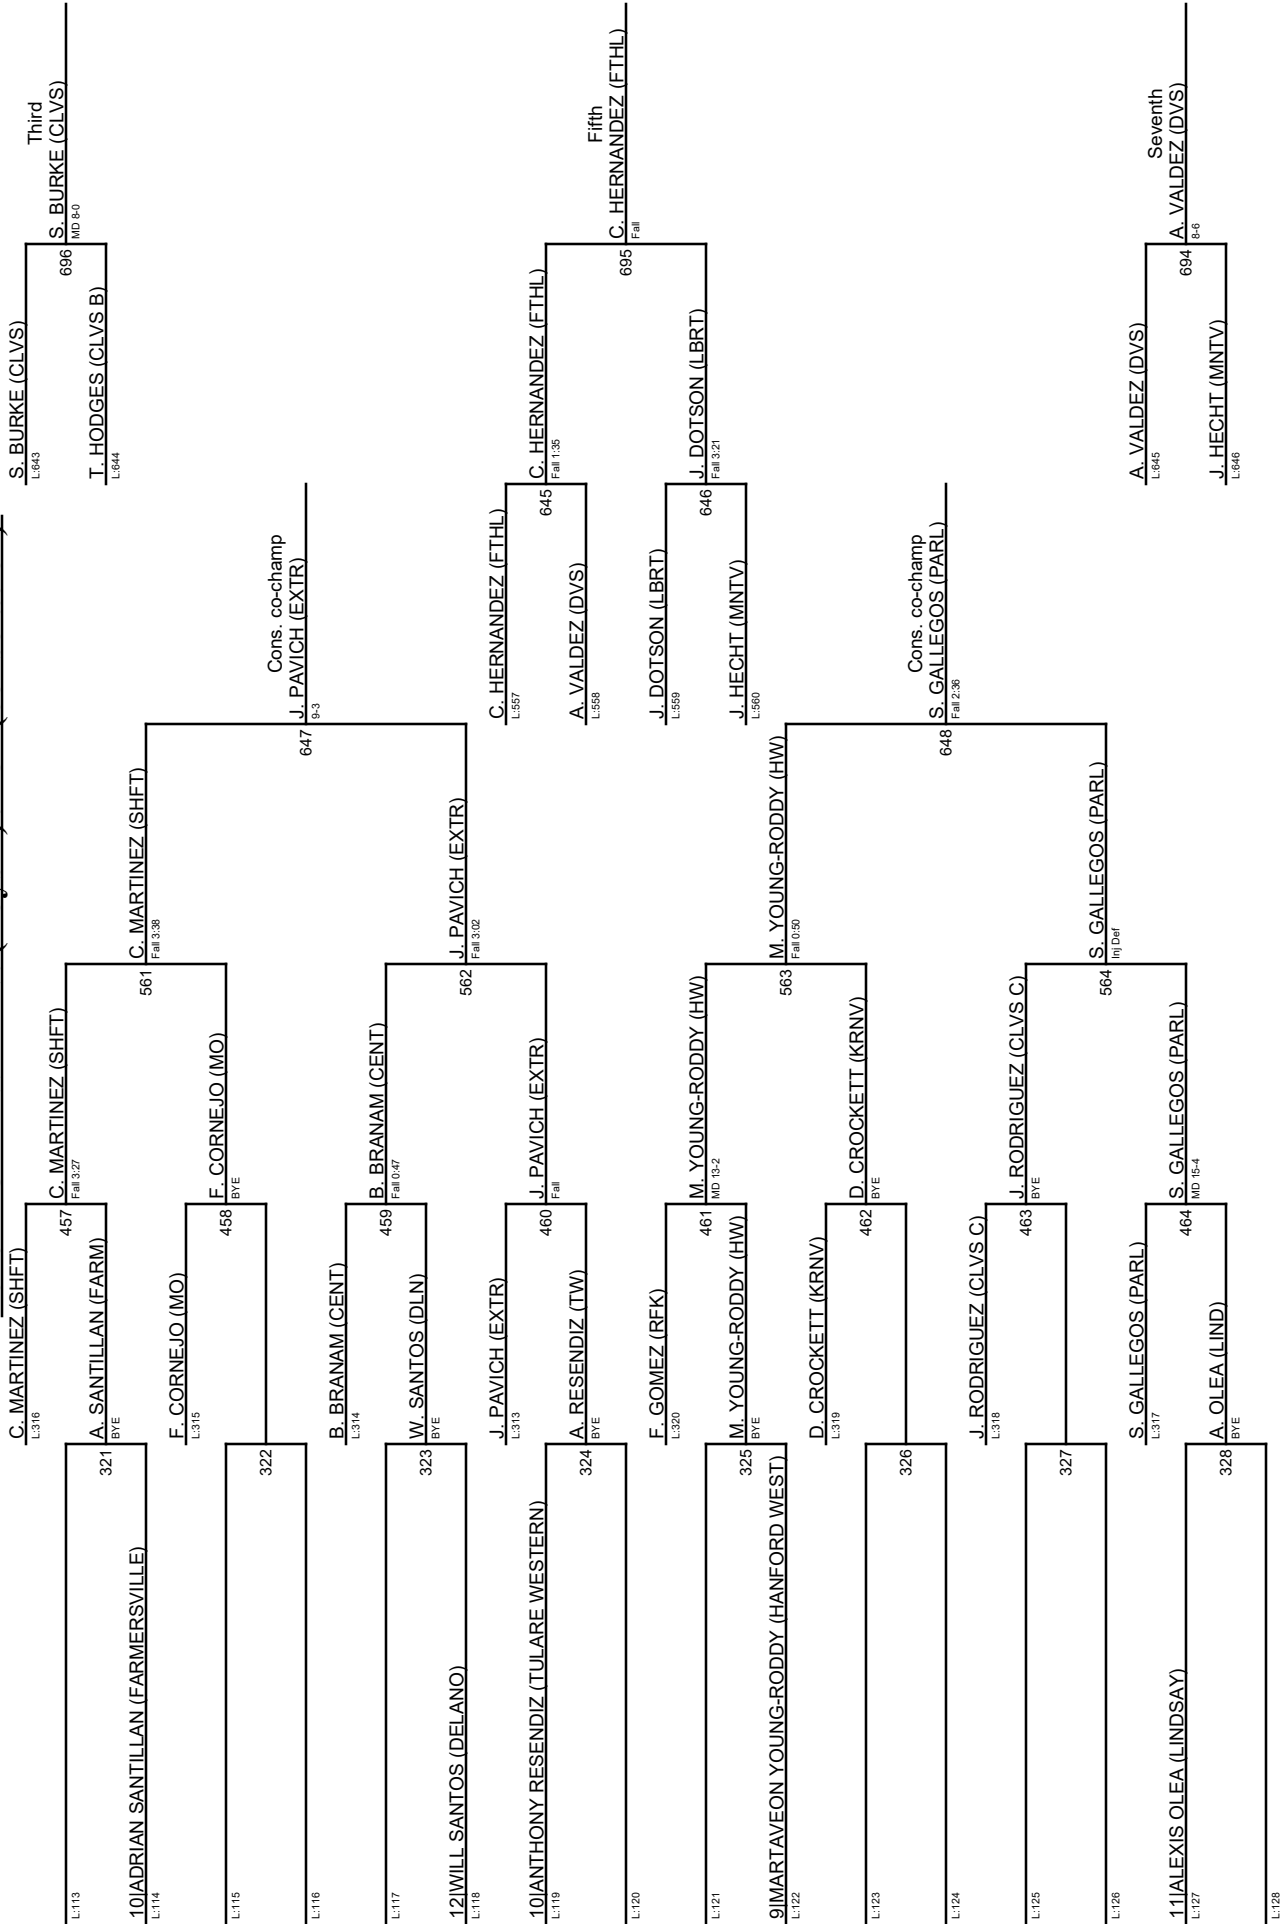 L:113
10|ADRIAN SANTILLAN (FARMERSVILLE)
L:114
L:115
L:116
L:117
12|WILL SANTOS (DELANO)
L:118
10|ANTHONY RESENDIZ (TULARE WESTERN)
L:119
L:120
L:121
9|MARTAVEON YOUNG-RODDY (HANFORD WEST)
L:122
L:123
L:124
L:125
L:126
11|ALEXIS OLEA (LINDSAY)
L:127
L:128
321
322
323
324
325
326
327
328
C. MARTINEZ (SHFT)
L:316
A. SANTILLAN (FARM)
BYE
F. CORNEJO (MO)
L:315
B. BRANAM (CENT)
L:314
W. SANTOS (DLN)
BYE
J. PAVICH (EXTR)
L:313
A. RESENDIZ (TW)
BYE
F. GOMEZ (RFK)
L:320
M. YOUNG-RODDY (HW)
BYE
D. CROCKETT (KRNV)
L:319
J. RODRIGUEZ (CLVS C)
L:318
S. GALLEGOS (PARL)
L:317
A. OLEA (LIND)
BYE
457
458
459
460
461
462
463
464
C. MARTINEZ (SHFT)
Fall 3:27
F. CORNEJO (MO)
BYE
B. BRANAM (CENT)
Fall 0:47
J. PAVICH (EXTR)
Fall
M. YOUNG-RODDY (HW)
MD 13-2
D. CROCKETT (KRNV)
BYE
J. RODRIGUEZ (CLVS C)
BYE
S. GALLEGOS (PARL)
MD 15-4
561
562
563
564
C. MARTINEZ (SHFT)
Fall 3:38
J. PAVICH (EXTR)
Fall 3:02
M. YOUNG-RODDY (HW)
Fall 0:50
S. GALLEGOS (PARL)
Inj Def
647
648
Cons. co-champ
J. PAVICH (EXTR)
9-3
C. HERNANDEZ (FTHL)
L:557
A. VALDEZ (DVS)
L:558
J. DOTSON (LBRT)
L:559
J. HECHT (MNTV)
L:560
Cons. co-champ
S. GALLEGOS (PARL)
Fall 2:36
645
646
S. BURKE (CLVS)
L:643
T. HODGES (CLVS B)
L:644
C. HERNANDEZ (FTHL)
Fall 1:35
J. DOTSON (LBRT)
Fall 3:21
A. VALDEZ (DVS)
L:645
J. HECHT (MNTV)
L:646
696
695
694
Third
S. BURKE (CLVS)
MD 8-0
Fifth
C. HERNANDEZ (FTHL)
Fall
Seventh
A. VALDEZ (DVS)
8-6